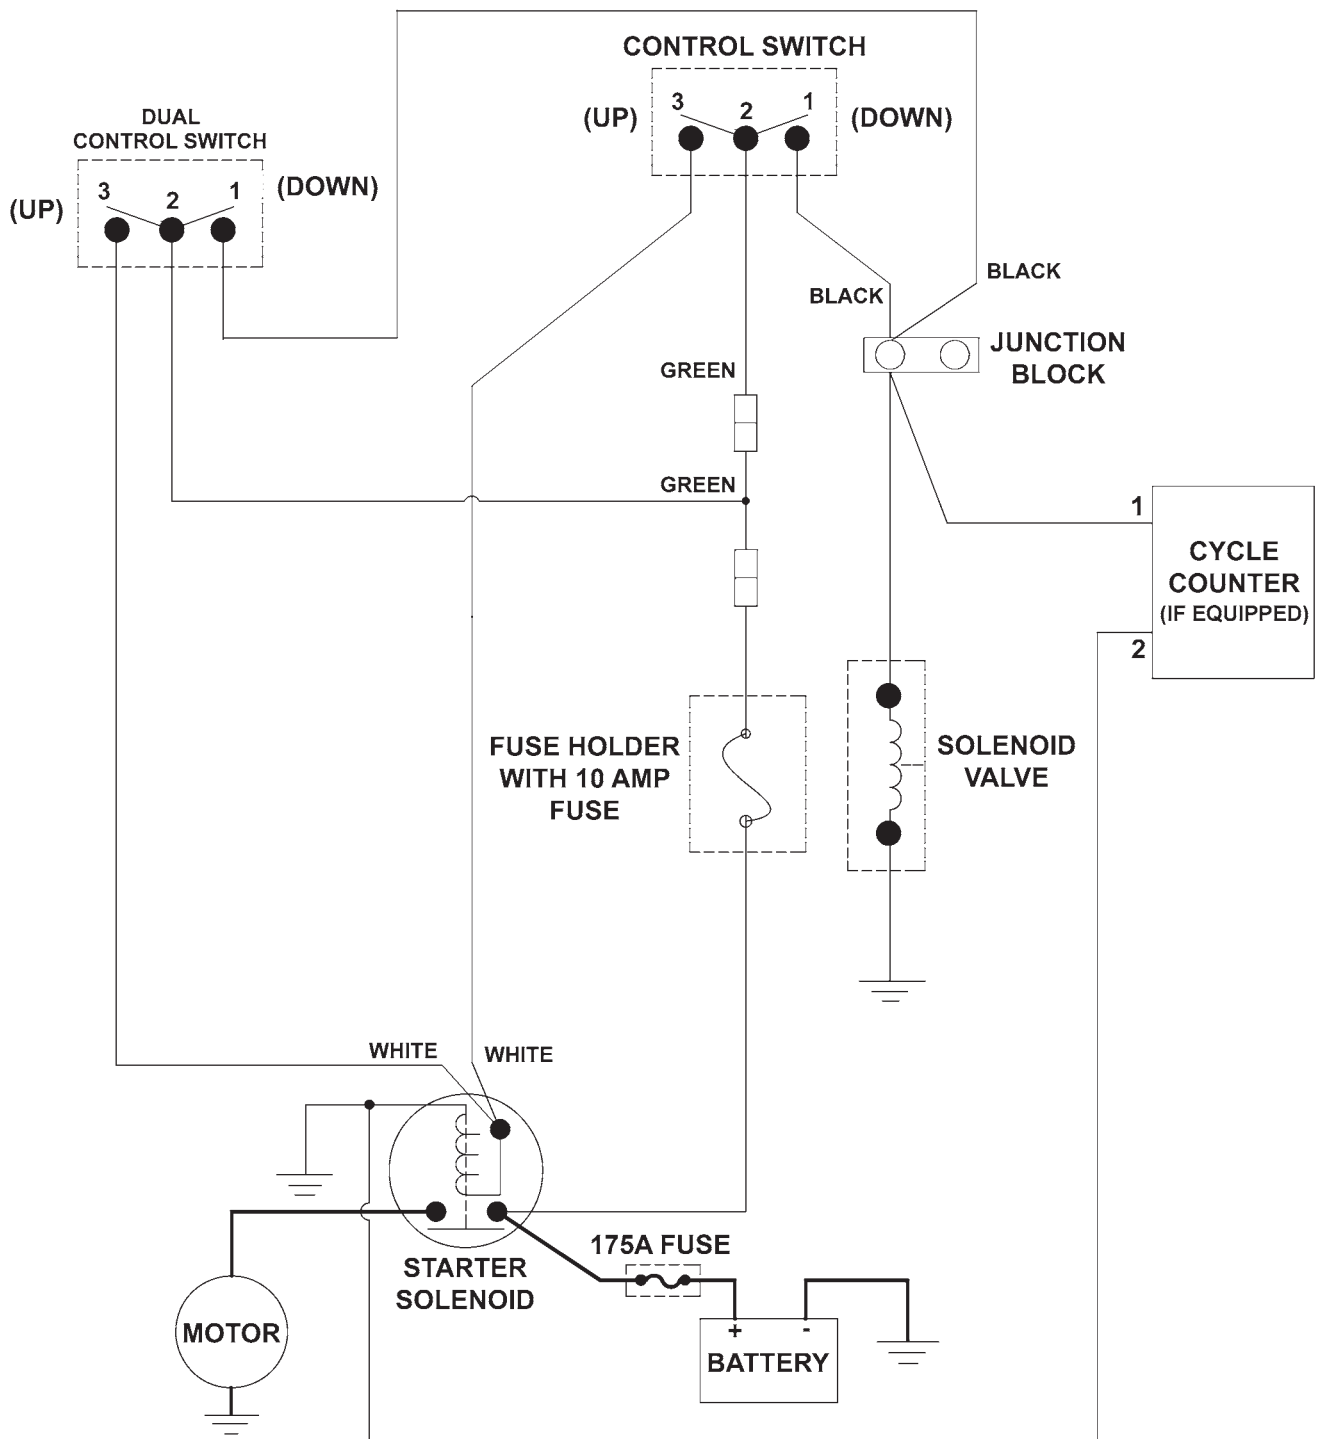 CONTROL SWITCH
3
2
1
(UP)
(DOWN)
DUAL
CONTROL SWITCH
(UP)
3
2
1
(DOWN)
BLACK
BLACK
JUNCTION
BLOCK
GREEN
GREEN
1
CYCLE
COUNTER
(IF EQUIPPED)
2
FUSE HOLDER
WITH 10 AMP
FUSE
SOLENOID
VALVE
WHITE
WHITE
175A FUSE
STARTER
SOLENOID
MOTOR
+
-
BATTERY